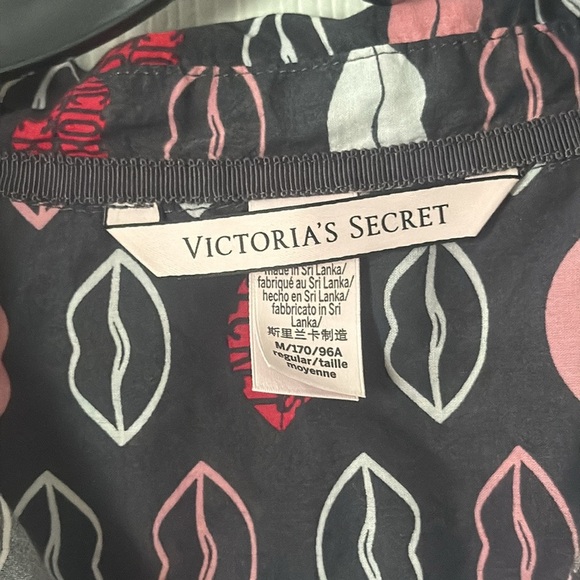 VICTORIA'S SECRET
made in Sri Lanka/
fabriqué au Sri Lanka/
hecho en Sri Lanka/
fabbricato in Sri
Lanka/
斯里兰卡制造
M/170/96A
regular/taille
moyenne